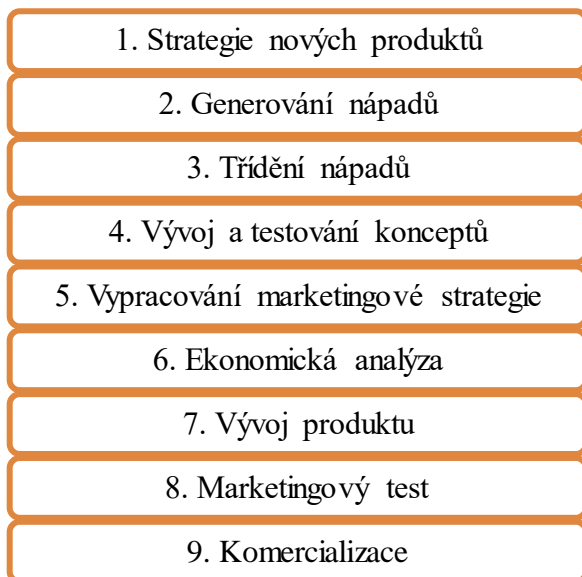 1. Strategie nových produktů
2. Generování nápadů
3. Třídění nápadů
4. Vývoj a testování konceptů
5. Vypracování marketingové strategie
6. Ekonomická analýza
7. Vývoj produktu
8. Marketingový test
9. Komercializace